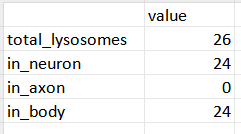 value
total_lysosomes 26
in_neuron 24
in_axon 0
in_body 24